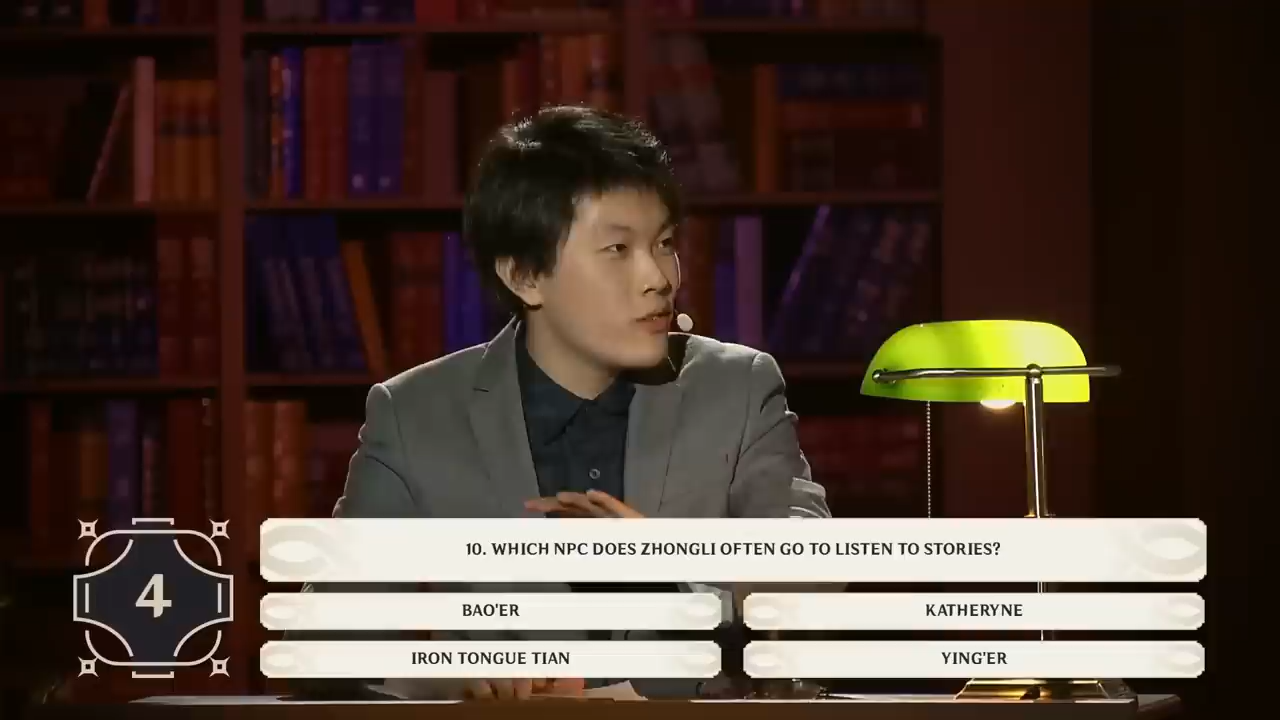 10. WHICH NPC DOES ZHONGLI OFTEN GO TO LISTEN TO STORIES?
4
BAO'ER
KATHERYNE
IRON TONGUE TIAN
YING'ER